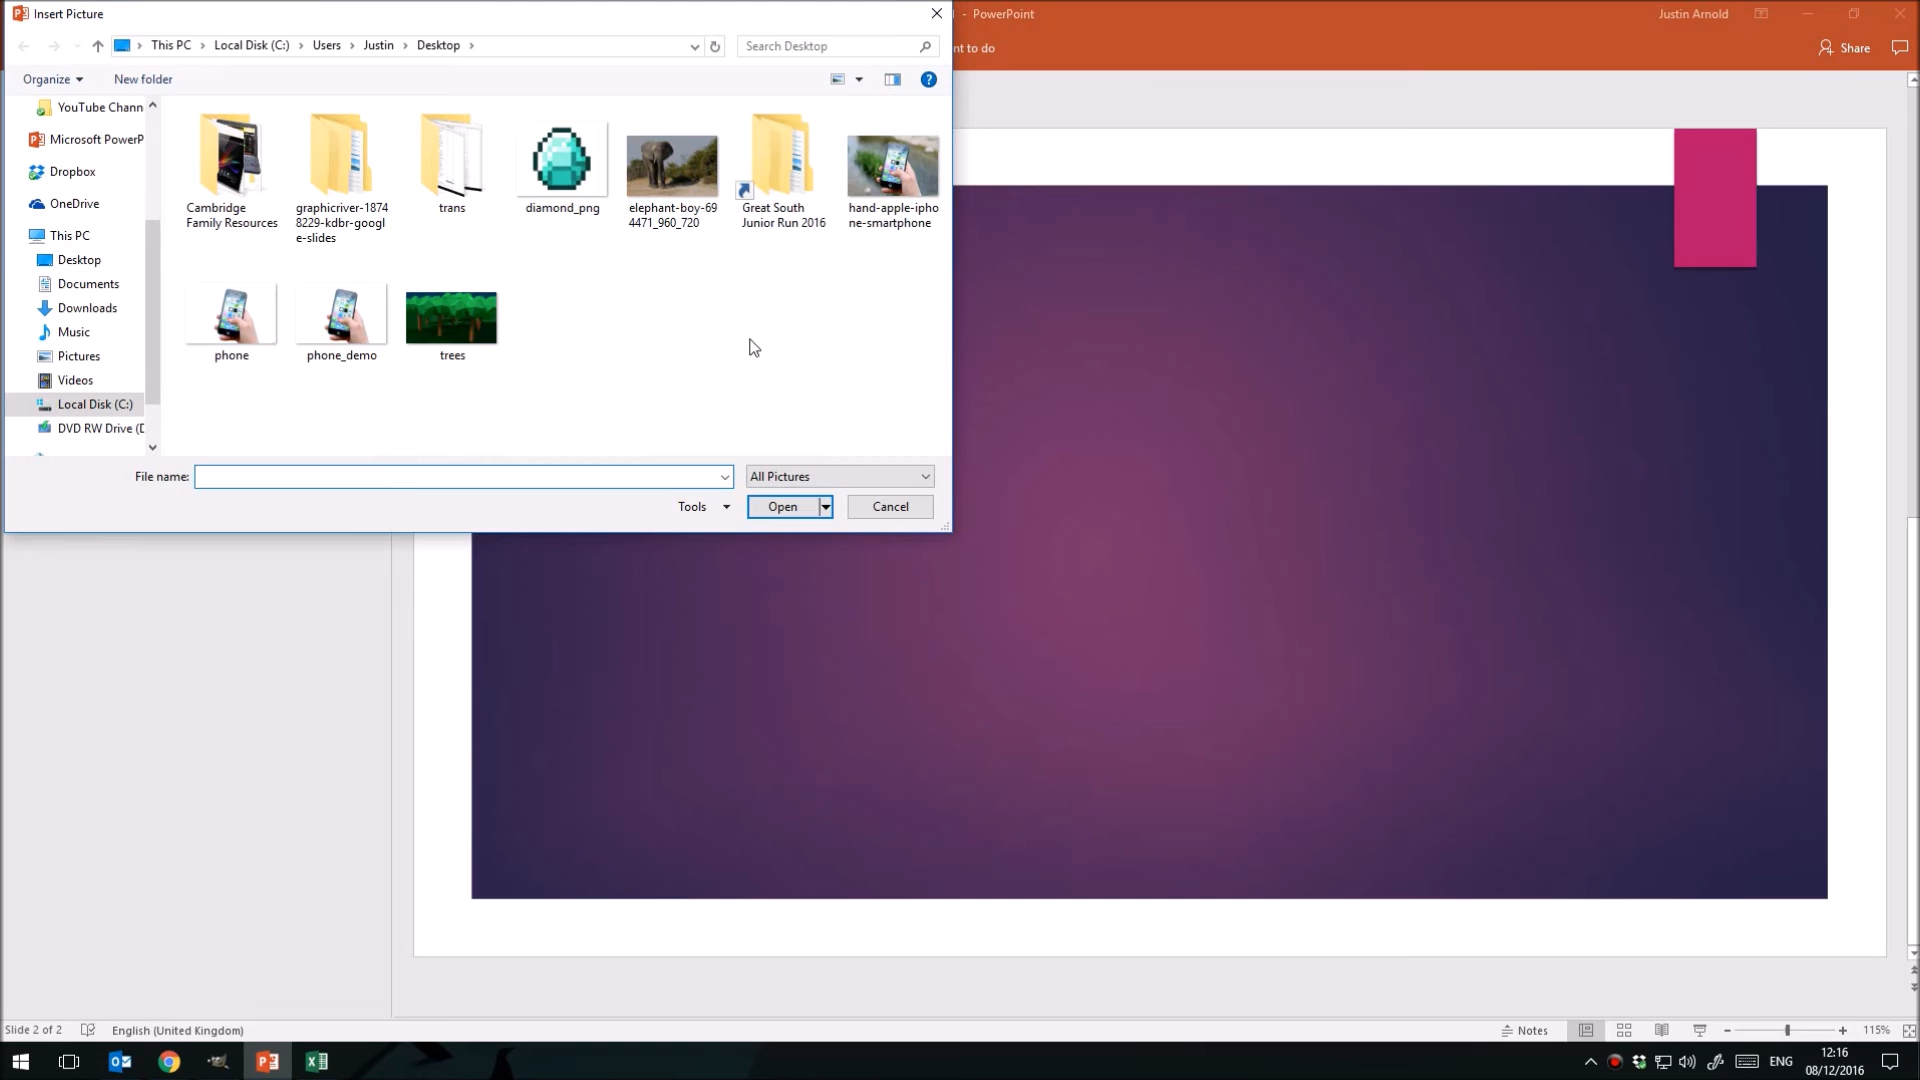 Insert Picture
- PowerPoint
Justin Arnold
This PC
Local Disk (C:)
Users
Justin
Desktop
Search Desktop
nt to do
Share
Organize
New folder
YouTube Chann
Microsoft PowerP
Dropbox
OneDrive
This PC
Desktop
Documents
Downloads
Music
Pictures
Videos
Local Disk (C:)
DVD RW Drive (D
Cambridge
Family Resources
graphicriver-1874
8229-kdbr-googl
e-slides
trans
diamond_png
elephant-boy-69
4471_960_720
Great South
Junior Run 2016
hand-apple-ipho
ne-smartphone
phone
phone_demo
trees
File name:
All Pictures
Tools
Open
Cancel
Slide 2 of 2
English (United Kingdom)
Notes
115%
ENG
12:16
08/12/2016